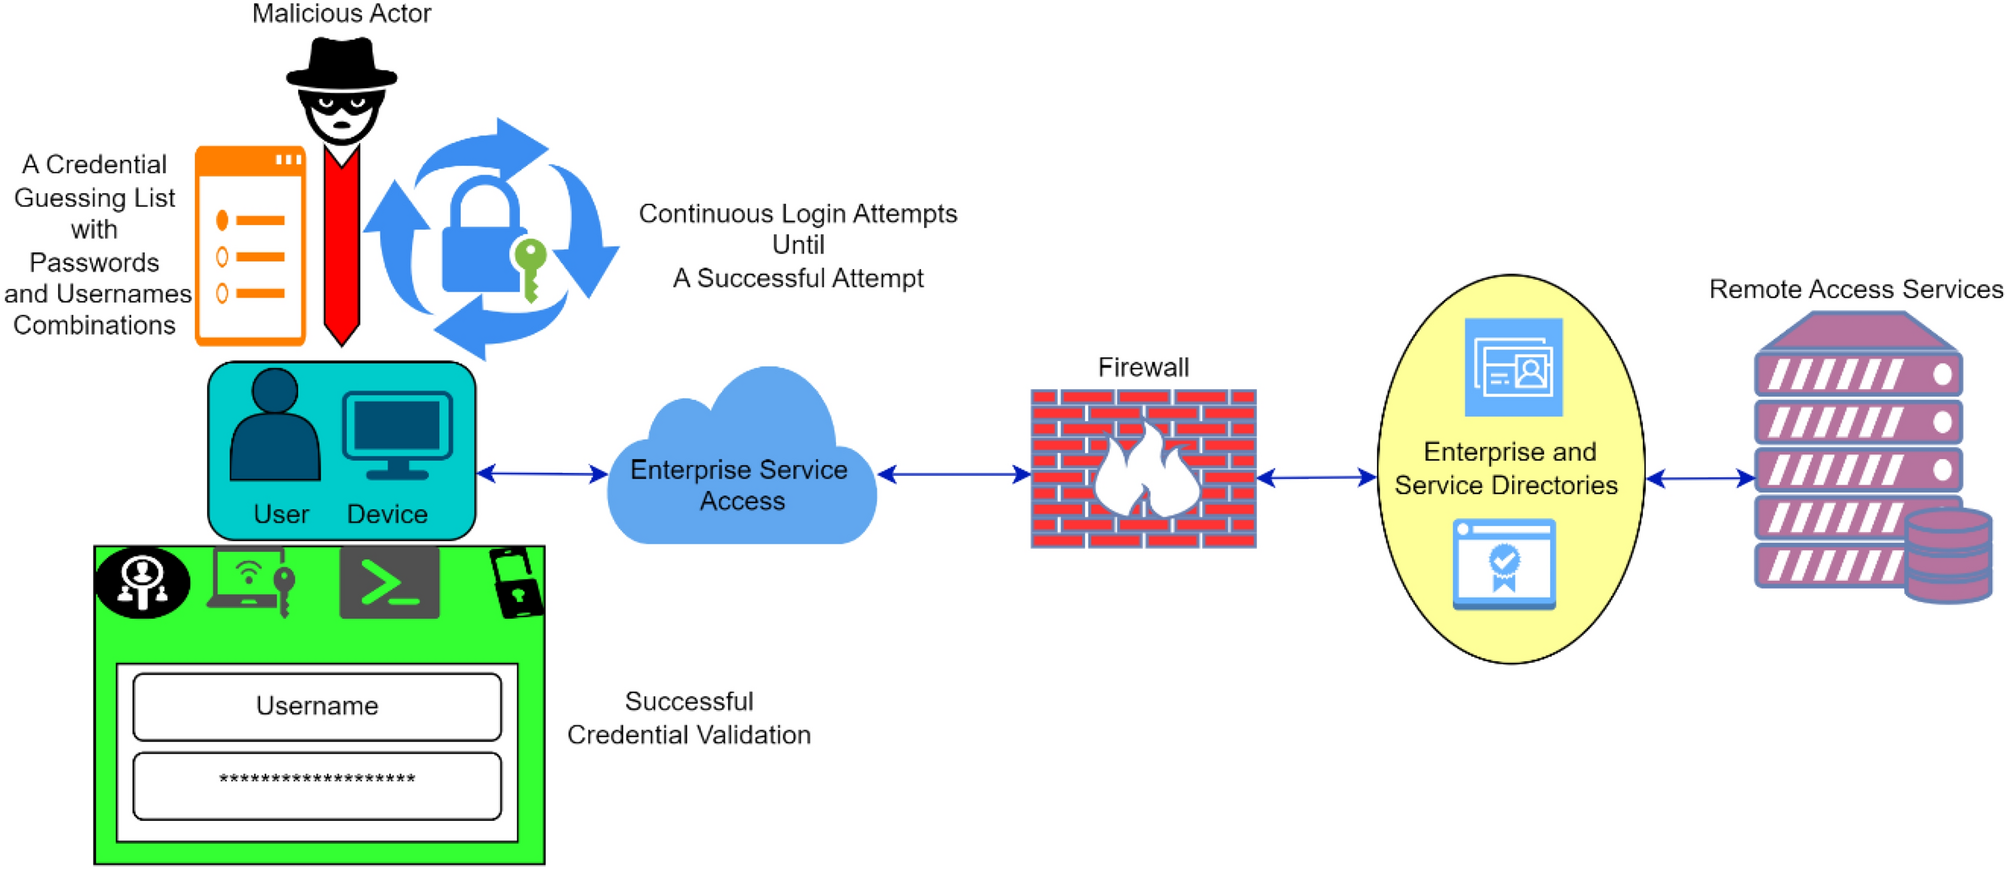 Malicious Actor
A Credential
Guessing List
with
Passwords
and Usernames
Combinations
Continuous Login Attempts
Until
A Successful Attempt
User Device
Enterprise Service
Access
Firewall
Enterprise and
Service Directories
Remote Access Services
Username
*******************
Successful
Credential Validation